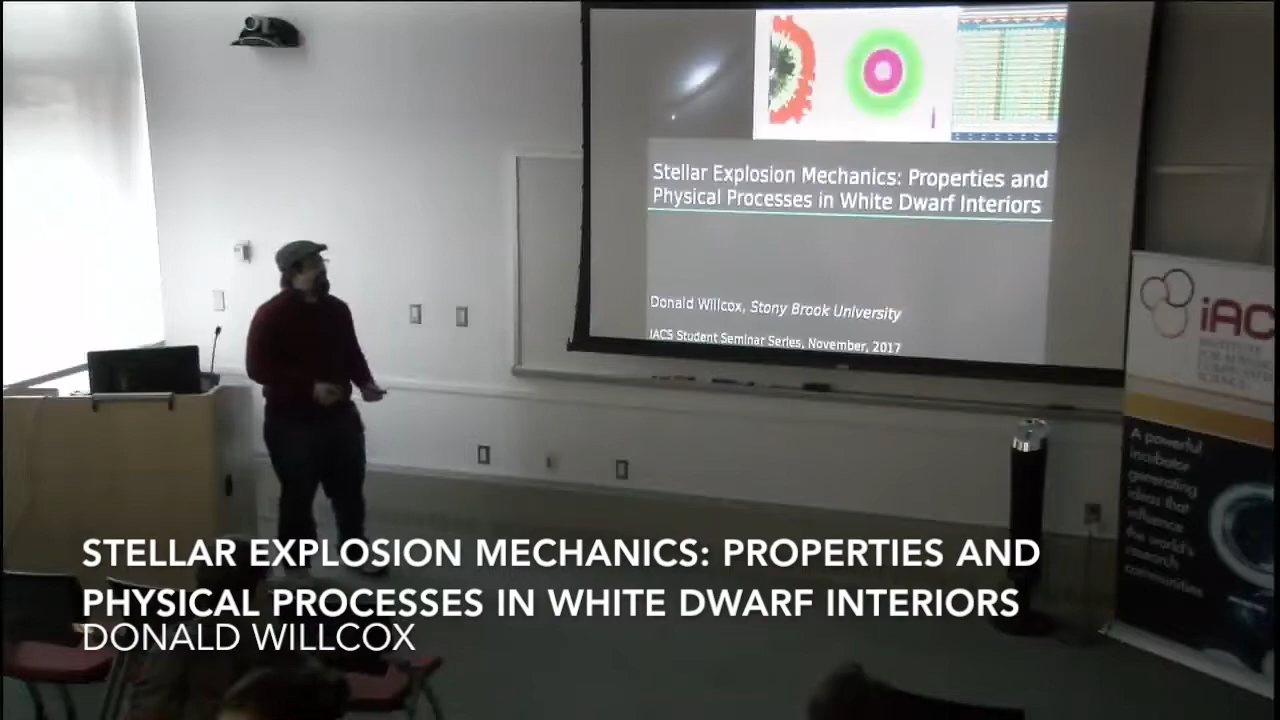 Stellar Explosion Mechanics: Properties and
Physical Processes in White Dwarf Interiors
Donald Willcox, Stony Brook University
IACS Student Seminar Series, November, 2017
iAC
A powerful
incubator
generating
ideas that
influence
the world's
research
communities
STELLAR EXPLOSION MECHANICS: PROPERTIES AND
PHYSICAL PROCESSES IN WHITE DWARF INTERIORS
DONALD WILLCOX